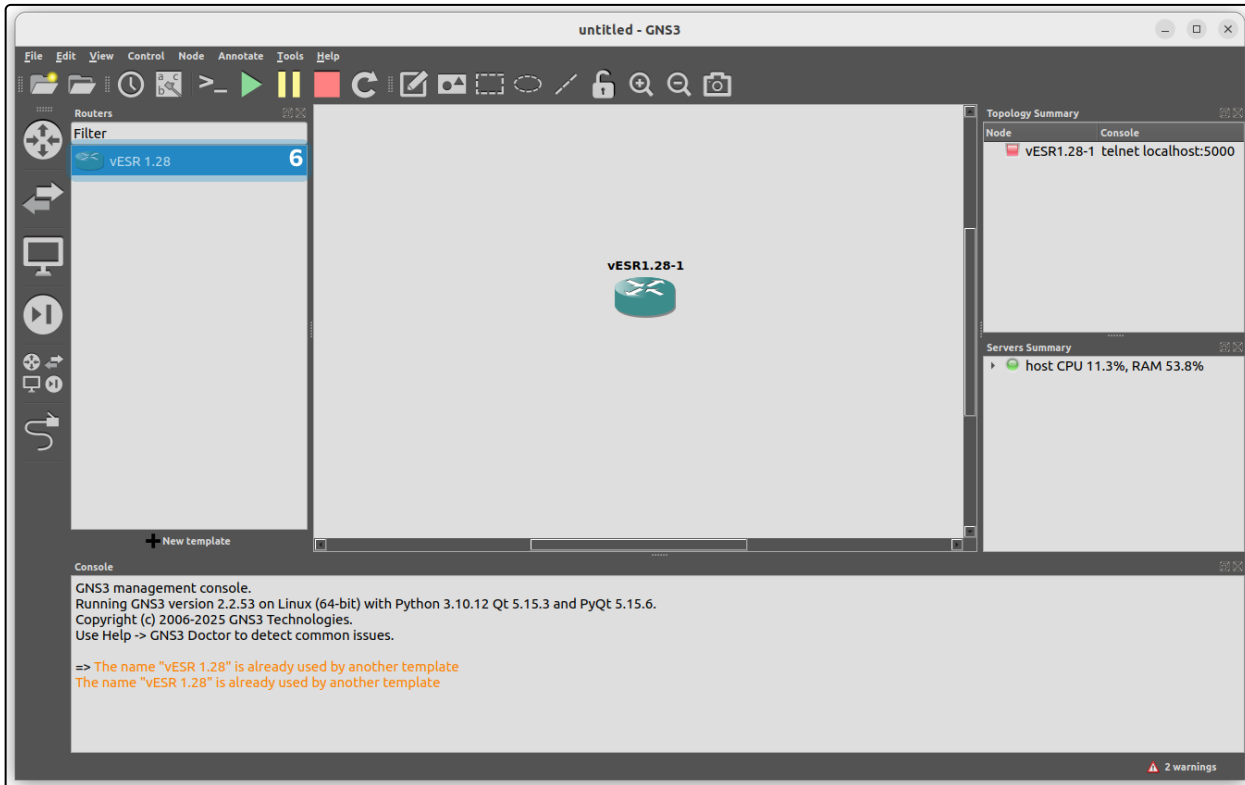 untitled - GNS3
File Edit View Control Node Annotate Tools Help
Routers
Filter
vESR 1.28 6
New template
vESR1.28-1
Topology Summary
Node Console
vESR1.28-1 telnet localhost:5000
Servers Summary
host CPU 11.3%, RAM 53.8%
Console
GNS3 management console.
Running GNS3 version 2.2.53 on Linux (64-bit) with Python 3.10.12 Qt 5.15.3 and PyQt 5.15.6.
Copyright (c) 2006-2025 GNS3 Technologies.
Use Help -> GNS3 Doctor to detect common issues.
=> The name "vESR 1.28" is already used by another template
The name "vESR 1.28" is already used by another template
2 warnings